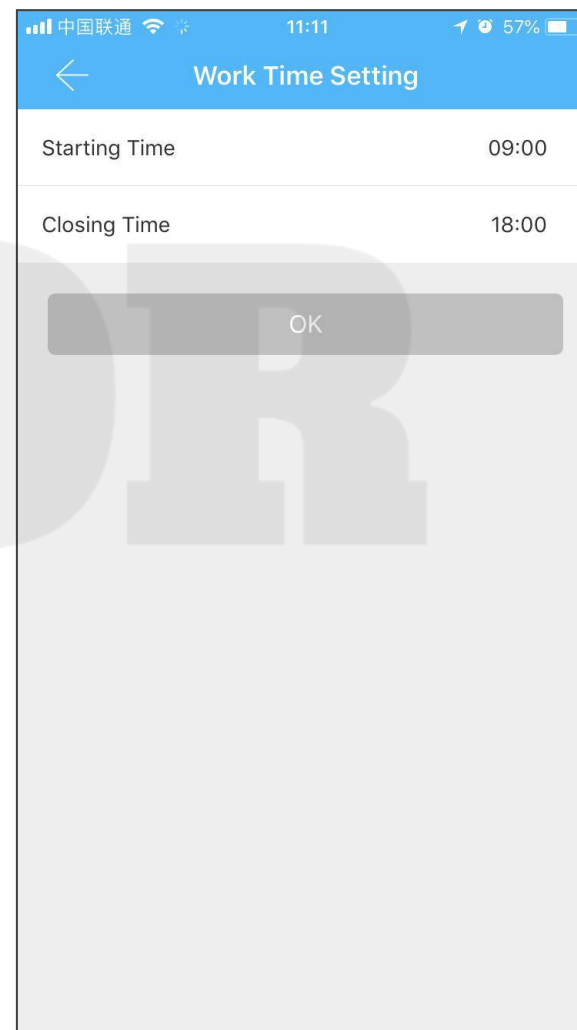 中国联通 11:11 57%
Work Time Setting
Starting Time 09:00
Closing Time 18:00
OK